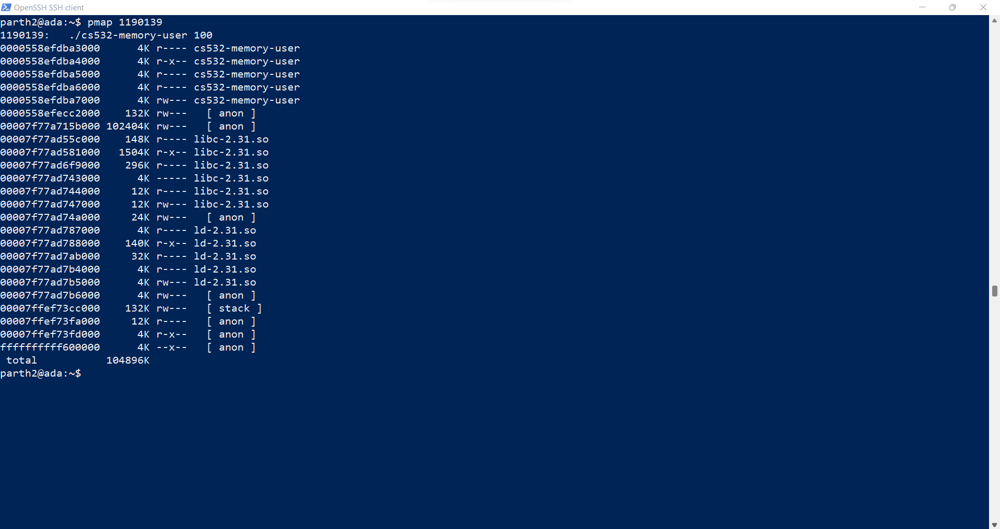 OpenSSH SSH client
parth2@ada:~$ pmap 1190139
1190139:   ./cs532-memory-user 100
0000558efdba3000      4K r---- cs532-memory-user
0000558efdba4000      4K r-x-- cs532-memory-user
0000558efdba5000      4K r---- cs532-memory-user
0000558efdba6000      4K r---- cs532-memory-user
0000558efdba7000      4K rw--- cs532-memory-user
0000558efecc2000    132K rw---   [ anon ]
00007f77a715b000 102404K rw---   [ anon ]
00007f77ad55c000    148K r---- libc-2.31.so
00007f77ad581000   1504K r-x-- libc-2.31.so
00007f77ad6f9000    296K r---- libc-2.31.so
00007f77ad743000      4K ----- libc-2.31.so
00007f77ad744000     12K r---- libc-2.31.so
00007f77ad747000     12K rw--- libc-2.31.so
00007f77ad74a000     24K rw---   [ anon ]
00007f77ad787000      4K r---- ld-2.31.so
00007f77ad788000    140K r-x-- ld-2.31.so
00007f77ad7ab000     32K r---- ld-2.31.so
00007f77ad7b4000      4K r---- ld-2.31.so
00007f77ad7b5000      4K rw--- ld-2.31.so
00007f77ad7b6000      4K rw---   [ anon ]
00007ffef73cc000    132K rw---   [ stack ]
00007ffef73fa000     12K r----   [ anon ]
00007ffef73fd000      4K r-x--   [ anon ]
ffffffffff600000      4K --x--   [ anon ]
 total           104896K
parth2@ada:~$